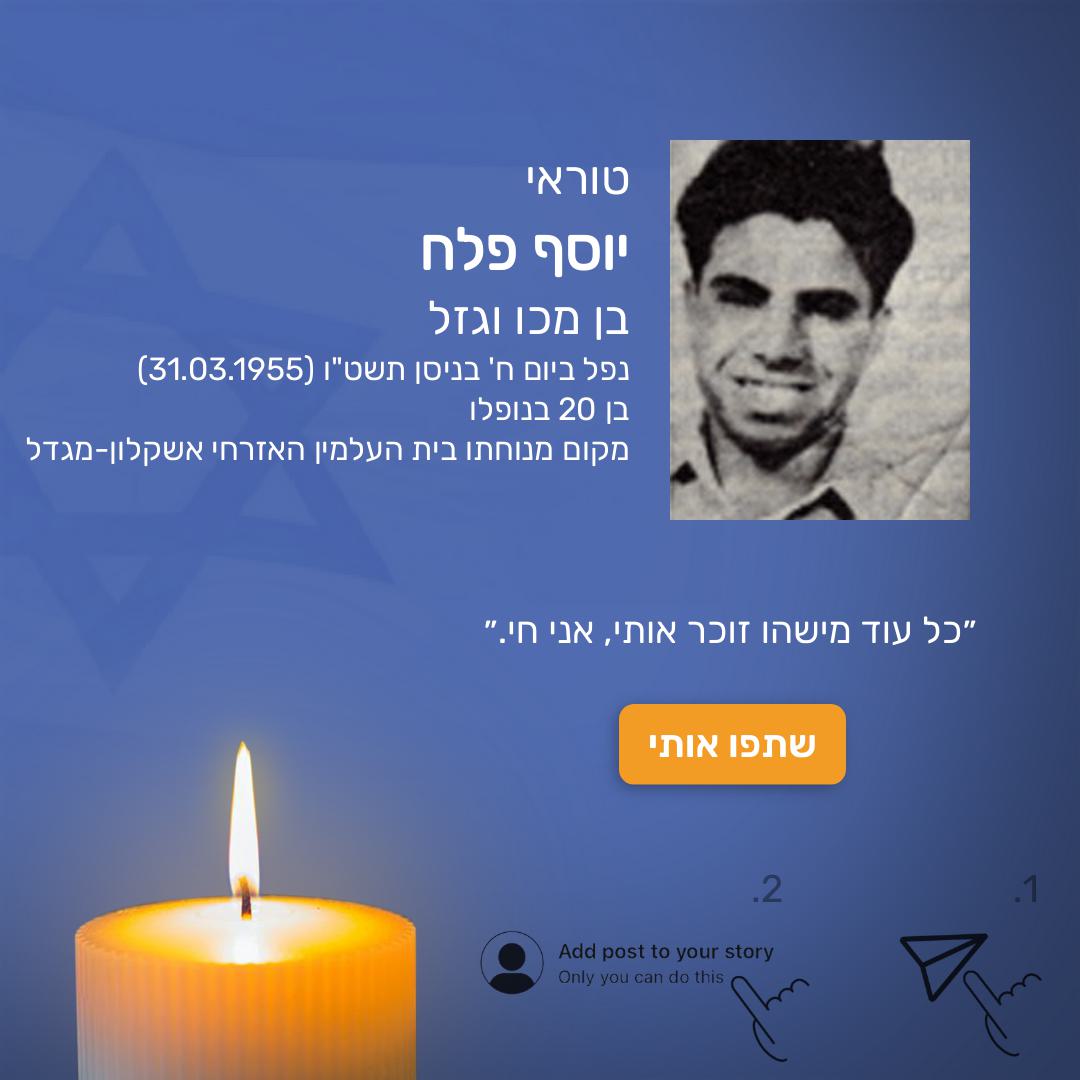 טוראי
יוסף פלח
בן מכו וגזל
נפל ביום ח' בניסן תשט"ו (31.03.1955)
בן 20 בנופלו
מקום מנוחתו בית העלמין האזרחי אשקלון-מגדל
״כל עוד מישהו זוכר אותי, אני חי.״
שתפו אותי
.1
.2
Add post to your story
Only you can do this